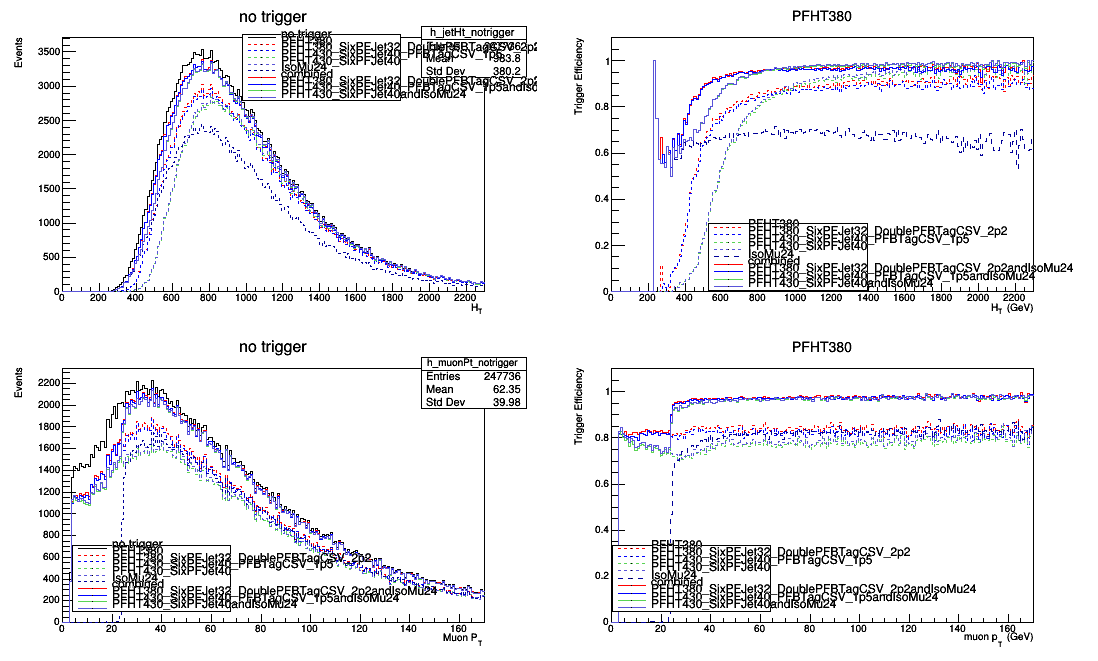 no trigger
Events
h_jetHt_notrigger
Mean 983.8
Std Dev 380.2
no trigger
PFHT380
PFHT380_SixPFJet32_DoublePFBTagCSV_2p2
PFHT430_SixPFJet40_PFBTagCSV_1p5
PFHT430_SixPFJet40
IsoMu24
combined
PFHT380_SixPFJet32_DoublePFBTagCSV_2p2
PFHT430_SixPFJet40_PFBTagCSV_1p5andIso
PFHT430_SixPFJet40andIsoMu24
3500
3000
2500
2000
1500
1000
500
0
0 200 400 600 800 1000 1200 1400 1600 1800 2000 2200
H_T
PFHT380
Trigger Efficiency
1
0.8
0.6
0.4
0.2
0
PFHT380
PFHT380_SixPFJet32_DoublePFBTagCSV_2p2
PFHT430_SixPFJet40_PFBTagCSV_1p5
PFHT430_SixPFJet40
IsoMu24
combined
PFHT380_SixPFJet32_DoublePFBTagCSV_2p2andIsoMu24
PFHT430_SixPFJet40_PFBTagCSV_1p5andIsoMu24
PFHT430_SixPFJet40andIsoMu24
0 200 400 600 800 1000 1200 1400 1600 1800 2000 2200
H_T (GeV)
no trigger
Events
h_muonPt_notrigger
Entries 247736
Mean 62.35
Std Dev 39.98
2200
2000
1800
1600
1400
1200
1000
800
600
400
200
0
no trigger
PFHT380
PFHT380_SixPFJet32_DoublePFBTagCSV_2p2
PFHT430_SixPFJet40_PFBTagCSV_1p5
PFHT430_SixPFJet40
IsoMu24
combined
PFHT380_SixPFJet32_DoublePFBTagCSV_2p2andIsoMu24
PFHT430_SixPFJet40_PFBTagCSV_1p5andIsoMu24
PFHT430_SixPFJet40andIsoMu24
0 20 40 60 80 100 120 140 160
Muon P_T
PFHT380
Trigger Efficiency
1
0.8
0.6
0.4
0.2
0
PFHT380
PFHT380_SixPFJet32_DoublePFBTagCSV_2p2
PFHT430_SixPFJet40_PFBTagCSV_1p5
PFHT430_SixPFJet40
IsoMu24
combined
PFHT380_SixPFJet32_DoublePFBTagCSV_2p2andIsoMu24
PFHT430_SixPFJet40_PFBTagCSV_1p5andIsoMu24
PFHT430_SixPFJet40andIsoMu24
0 20 40 60 80 100 120 140 160
muon p_T (GeV)